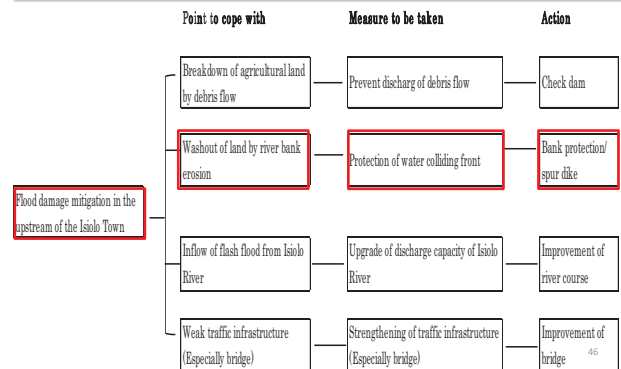 Point to cope with
Measure to be taken
Action
Breakdown of agricultural land
by debris flow
Prevent discharg of debris flow
Check dam
Washout of land by river bank
erosion
Protection of water colliding front
Bank protection/
spur dike
Flood damage mitigation in the
upstream of the Isiolo Town
Inflow of flash flood from Isiolo
River
Upgrade of discharge capacity of Isiolo
River
Improvement of
river course
Weak traffic infrastructure
(Especially bridge)
Strengthening of traffic infrastructure
(Especially bridge)
Improvement of
bridge
46